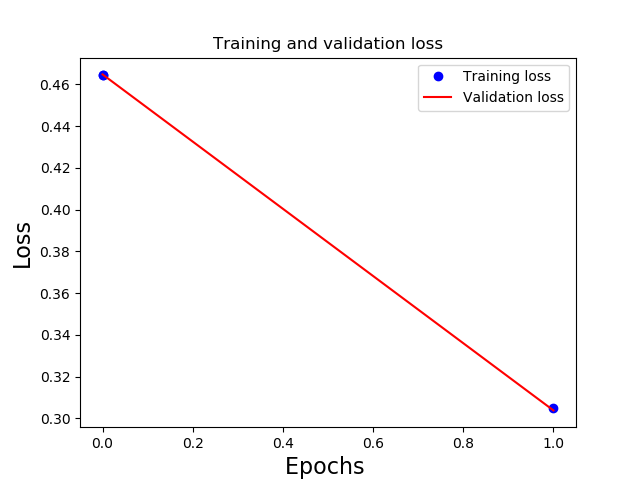 Training and validation loss
Training loss
Validation loss
Loss
0.46
0.44
0.42
0.40
0.38
0.36
0.34
0.32
0.30
0.0 0.2 0.4 0.6 0.8 1.0
Epochs